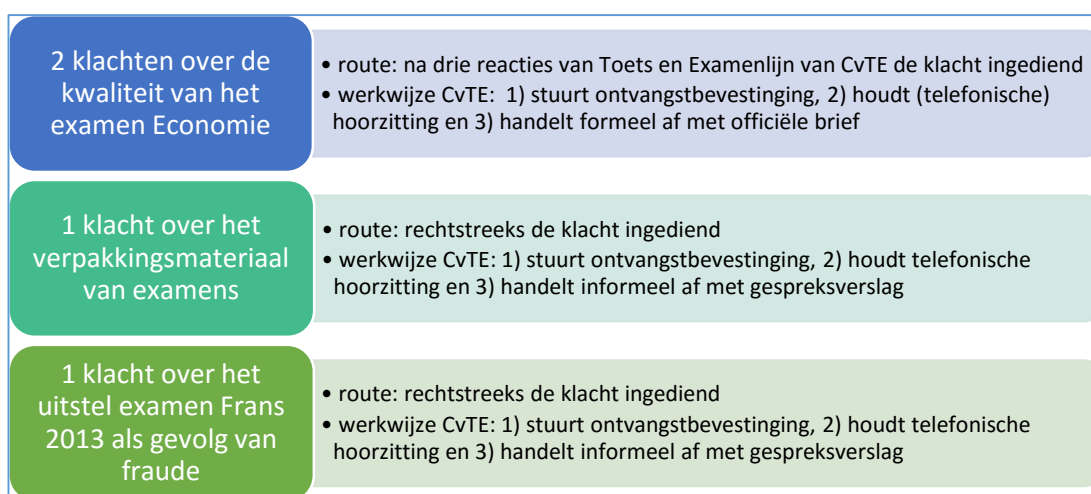 2 klachten over de
kwaliteit van het
examen Economie
• route: na drie reacties van Toets en Examenlijn van CvTE de klacht ingediend
• werkwijze CvTE: 1) stuurt ontvangstbevestinging, 2) houdt (telefonische)
hoorzitting en 3) handelt formeel af met officiële brief
1 klacht over het
verpakkingsmateriaal
van examens
• route: rechtstreeks de klacht ingediend
• werkwijze CvTE: 1) stuurt ontvangstbevestinging, 2) houdt telefonische
hoorzitting en 3) handelt informeel af met gespreksverslag
1 klacht over het
uitstel examen Frans
2013 als gevolg van
fraude
• route: rechtstreeks de klacht ingediend
• werkwijze CvTE: 1) stuurt ontvangstbevestinging, 2) houdt telefonische
hoorzitting en 3) handelt informeel af met gespreksverslag